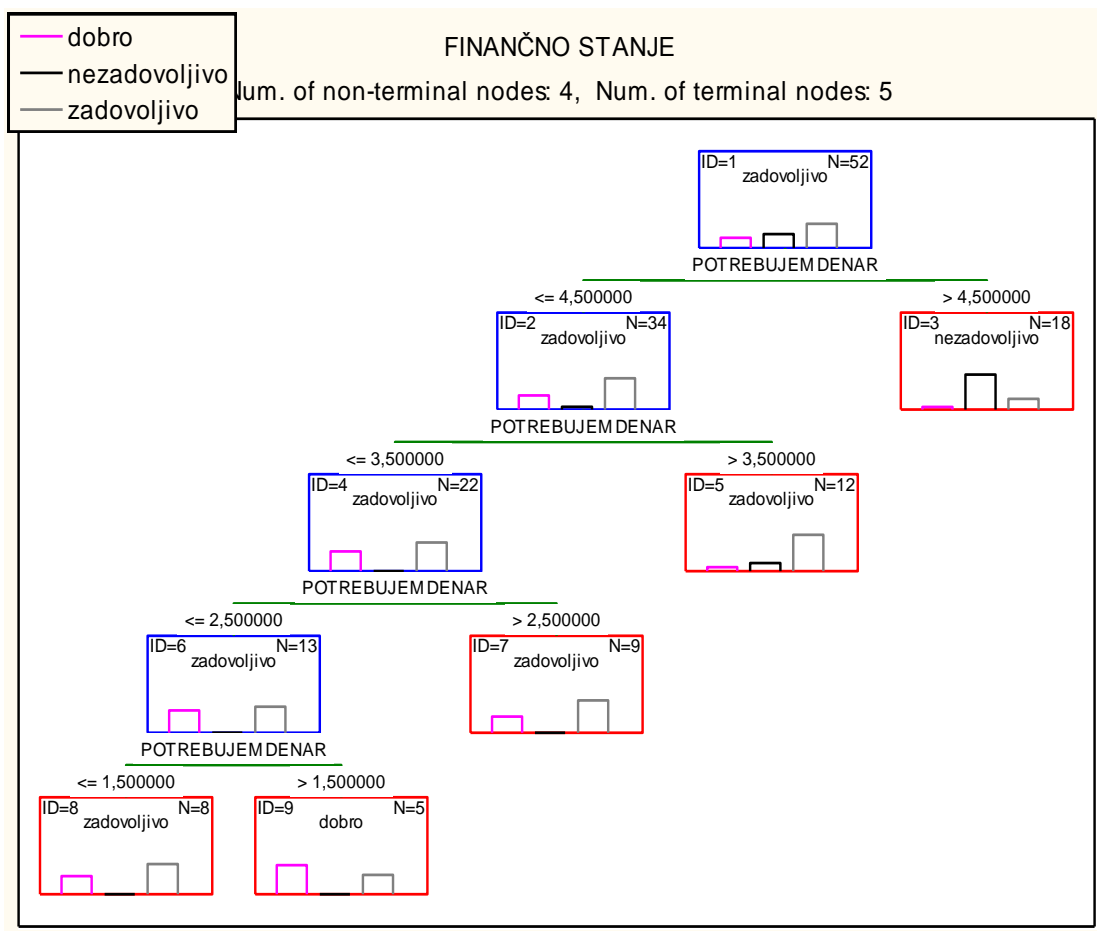 dobro
nezadovoljivo
zadovoljivo
FINANČNO STANJE
Num. of non-terminal nodes: 4, Num. of terminal nodes: 5
ID=1 N=52
zadovoljivo
POTREBUJEM DENAR
<= 4,500000 > 4,500000
ID=2 N=34 ID=3 N=18
zadovoljivo nezadovoljivo
POTREBUJEM DENAR
<= 3,500000 > 3,500000
ID=4 N=22 ID=5 N=12
zadovoljivo zadovoljivo
POTREBUJEM DENAR
<= 2,500000 > 2,500000
ID=6 N=13 ID=7 N=9
zadovoljivo zadovoljivo
POTREBUJEM DENAR
<= 1,500000 > 1,500000
ID=8 N=8 ID=9 N=5
zadovoljivo dobro